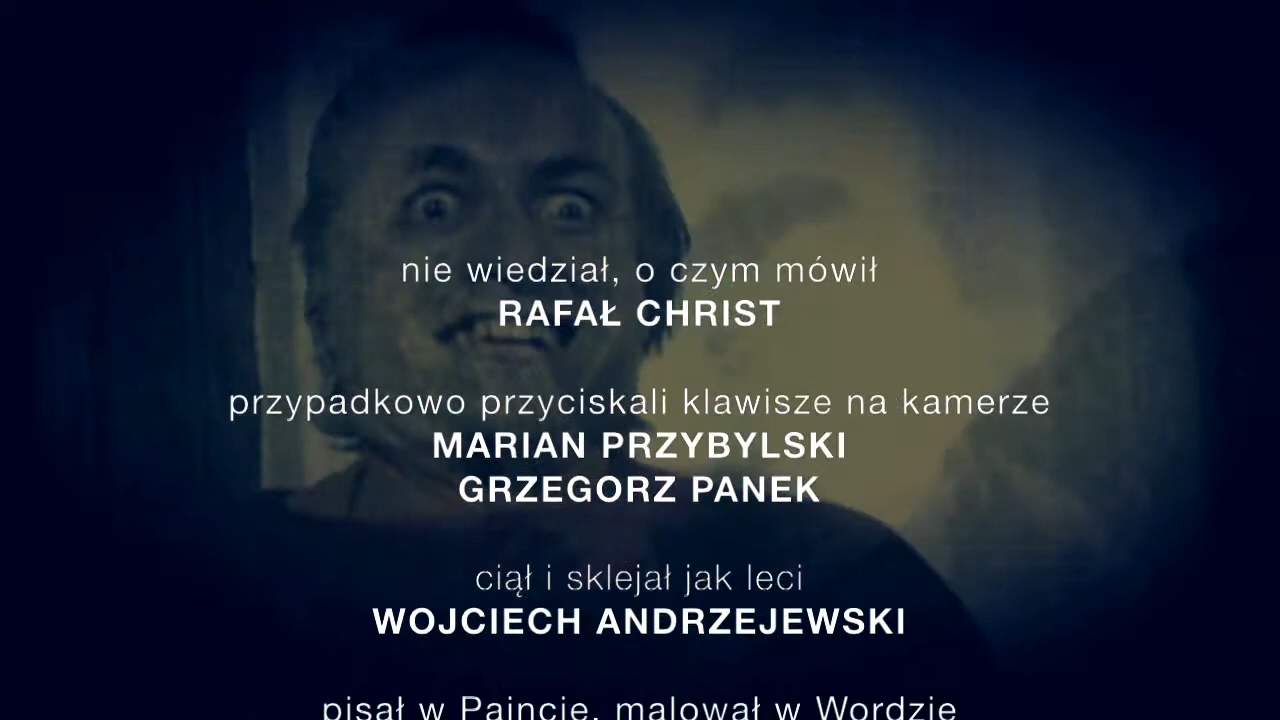 nie wiedział, o czym mówił
RAFAŁ CHRIST
przypadkowo przyciskali klawisze na kamerze
MARIAN PRZYBYLSKI
GRZEGORZ PANEK
ciął i sklejał jak leci
WOJCIECH ANDRZEJEWSKI
pisał w Paincie, malował w Wordzie